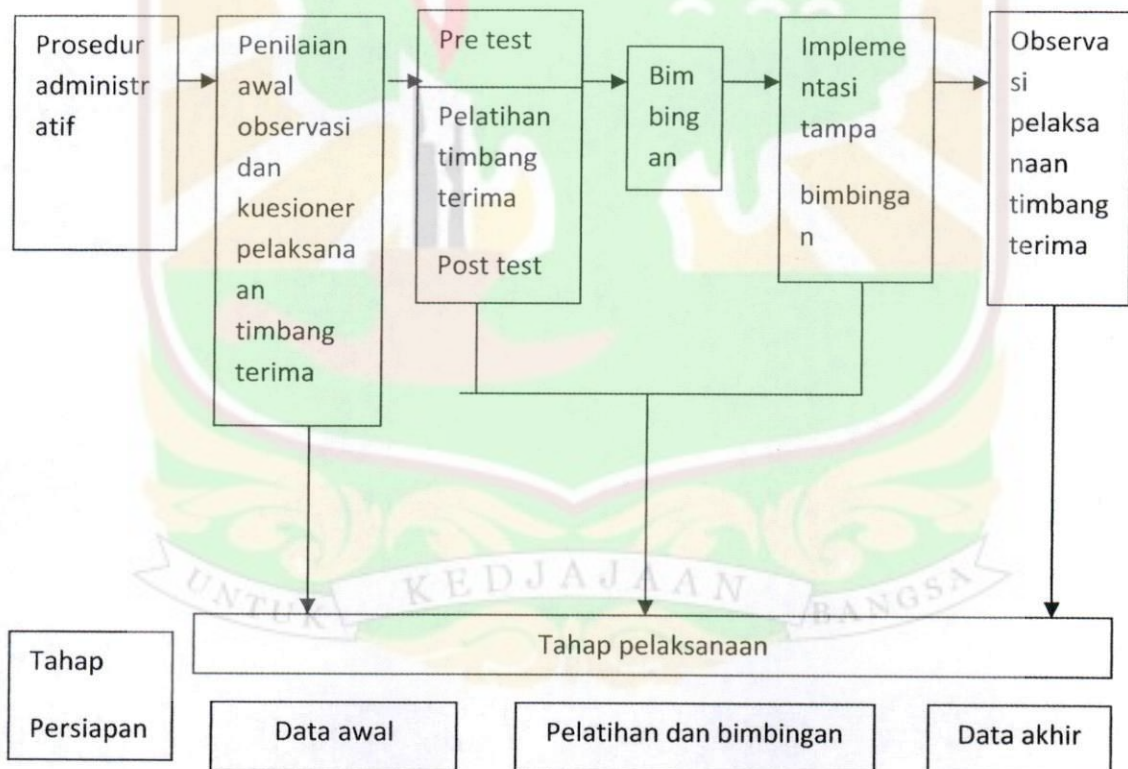 Prosedur
administr
atif
Penilaian
awal
observasi
dan
kuesioner
pelaksana
an
timbang
terima
Pre test
Pelatihan
timbang
terima
Post test
Bim
bing
an
Impleme
ntasi
tampa
bimbinga
n
Observa
si
pelaksa
naan
timbang
terima
UNTUK KEDJAJAAN BANGSA
Tahap
Persiapan
Tahap pelaksanaan
Data awal
Pelatihan dan bimbingan
Data akhir